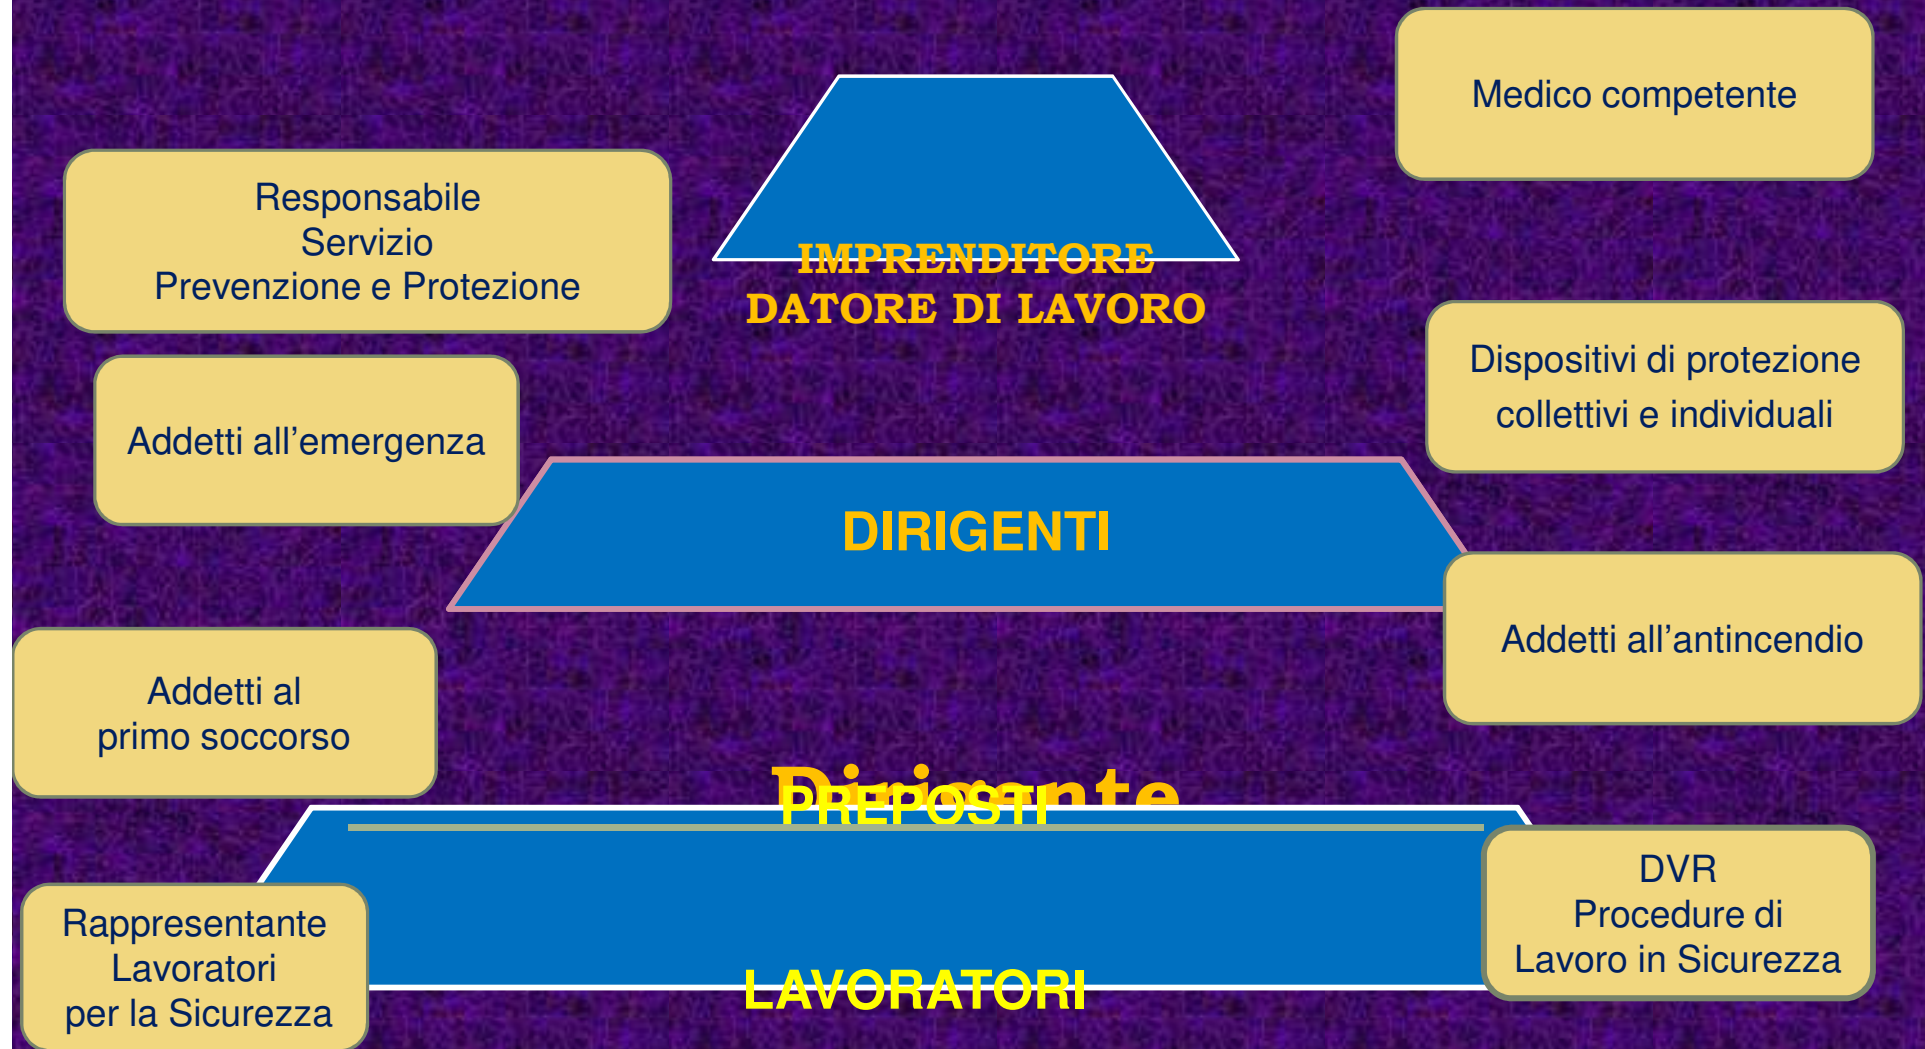 Medico competente
Responsabile
Servizio
Prevenzione e Protezione
IMPRENDITORE
DATORE DI LAVORO
Dispositivi di protezione
collettivi e individuali
Addetti all’emergenza
DIRIGENTI
Addetti all’antincendio
Addetti al
primo soccorso
Dirigente
PREPOSTI
DVR
Procedure di
Lavoro in Sicurezza
Rappresentante
Lavoratori
per la Sicurezza
LAVORATORI